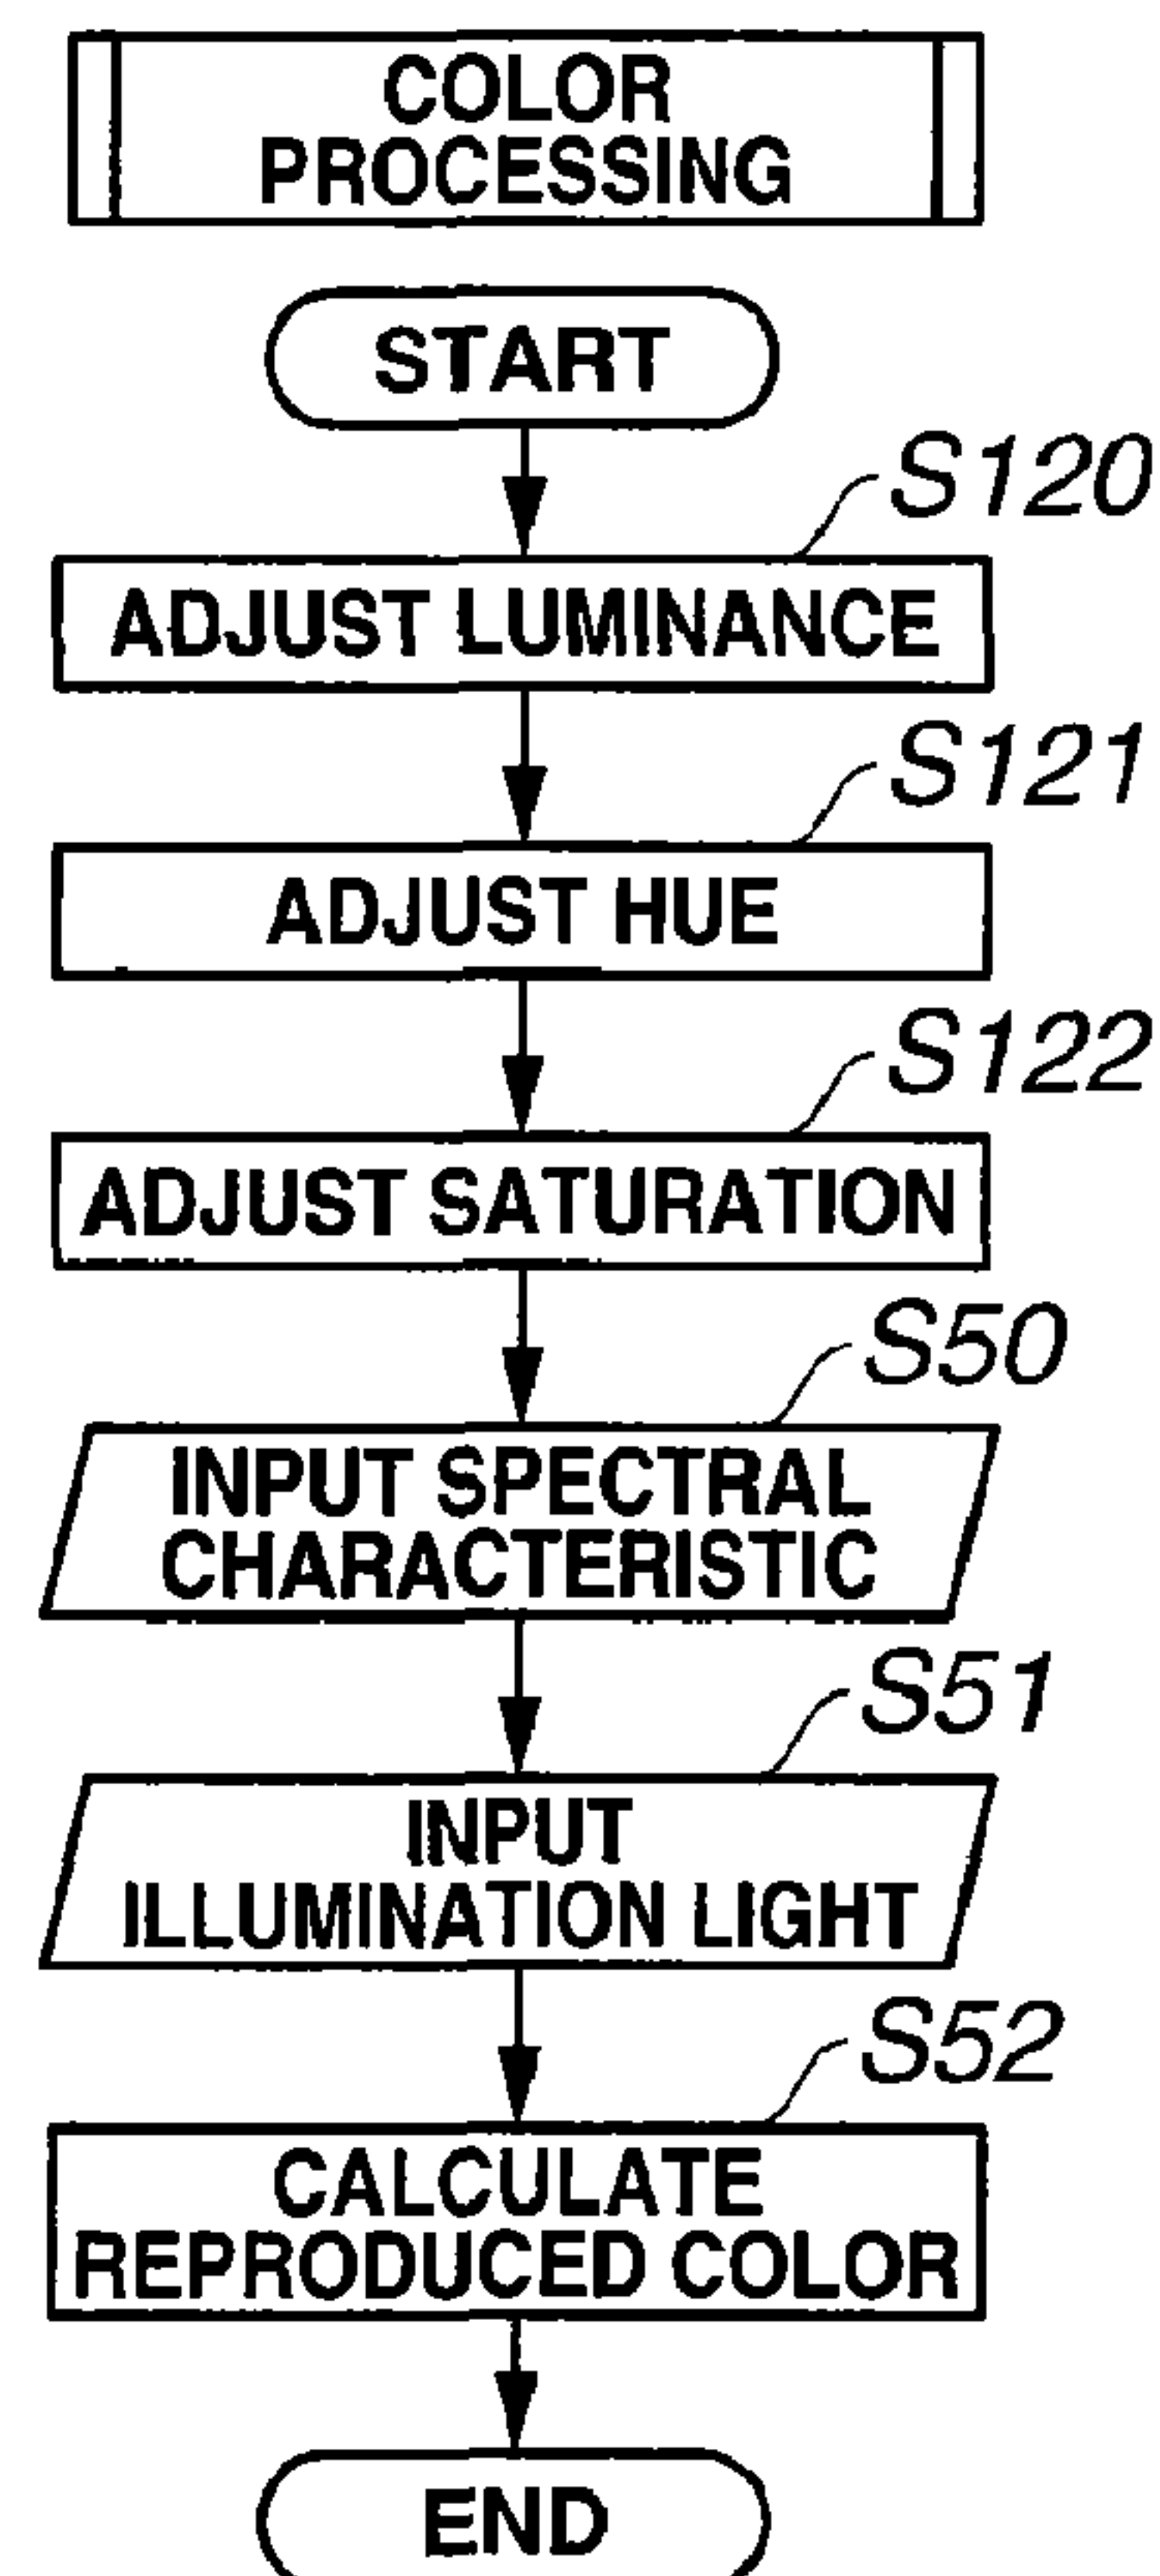 COLOR
PROCESSING
START
S120
ADJUST LUMINANCE
S121
ADJUST HUE
S122
ADJUST SATURATION
S50
INPUT SPECTRAL
CHARACTERISTIC
S51
INPUT
ILLUMINATION LIGHT
S52
CALCULATE
REPRODUCED COLOR
END